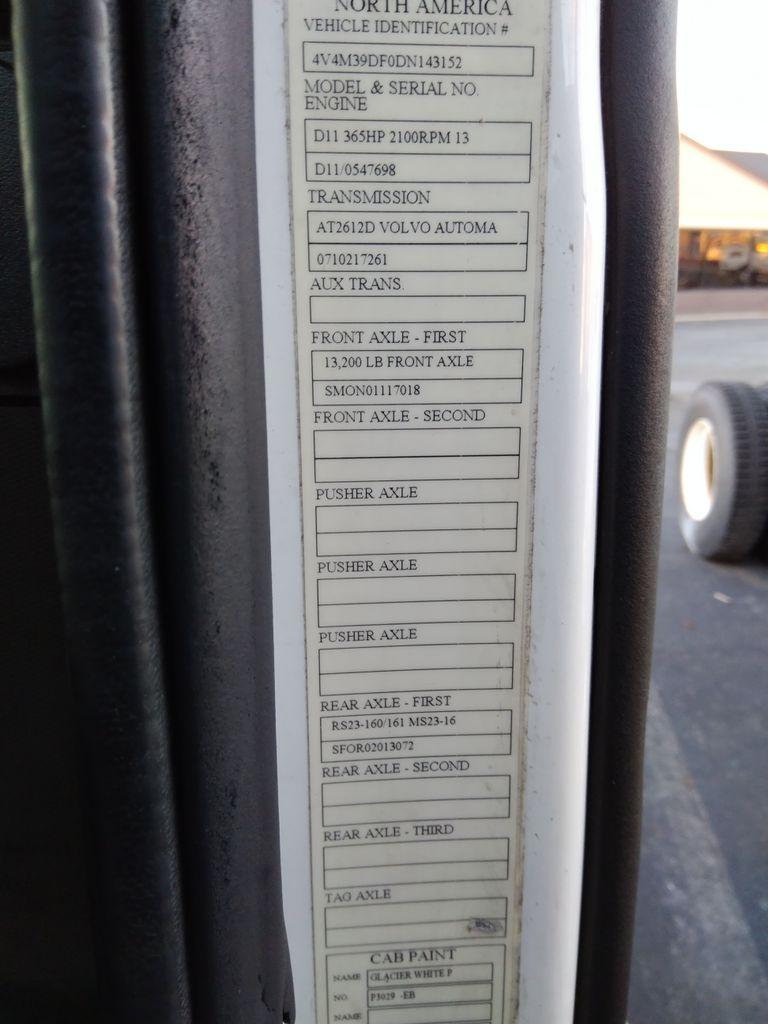 NORTH AMERICA
VEHICLE IDENTIFICATION #
4V4M39DF0DN143152
MODEL & SERIAL NO.
ENGINE
D11 365HP 2100RPM 13
D11/0547698
TRANSMISSION
AT2612D VOLVO AUTOMA
0710217261
AUX TRANS.
FRONT AXLE - FIRST
13,200 LB FRONT AXLE
SMON01117018
FRONT AXLE - SECOND
PUSHER AXLE
PUSHER AXLE
PUSHER AXLE
REAR AXLE - FIRST
RS23-160/161 MS23-16
SFOR02013072
REAR AXLE - SECOND
REAR AXLE - THIRD
TAG AXLE
CAB PAINT
NAME GLACIER WHITE P
NO. P3029 -EB
NAME